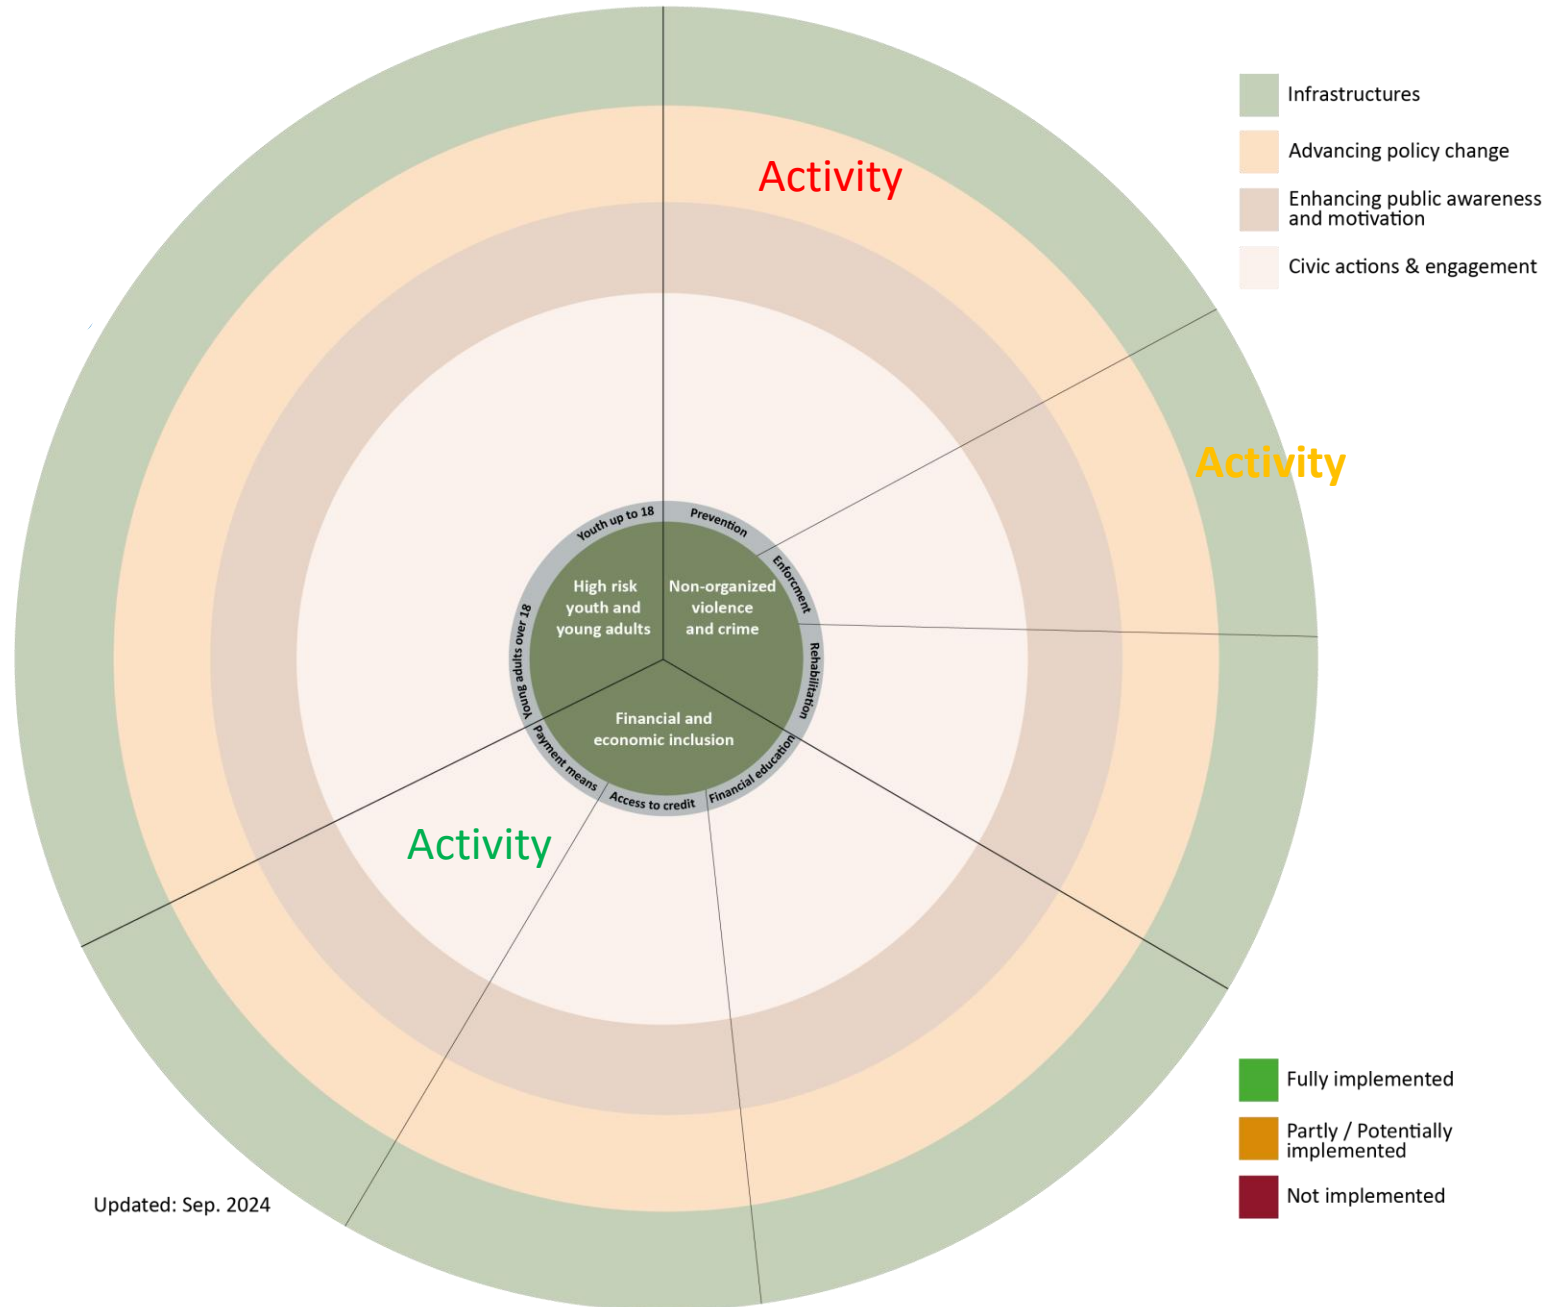 Infrastructures
Advancing policy change
Enhancing public awareness
and motivation
Civic actions & engagement
Activity
Activity
Youth up to 18
Prevention
Enforcment
Rehabilitation
Financial education
Access to credit
Payment means
Young adults over 18
High risk
youth and
young adults
Non-organized
violence
and crime
Financial and
economic inclusion
Activity
Fully implemented
Partly / Potentially
implemented
Not implemented
Updated: Sep. 2024